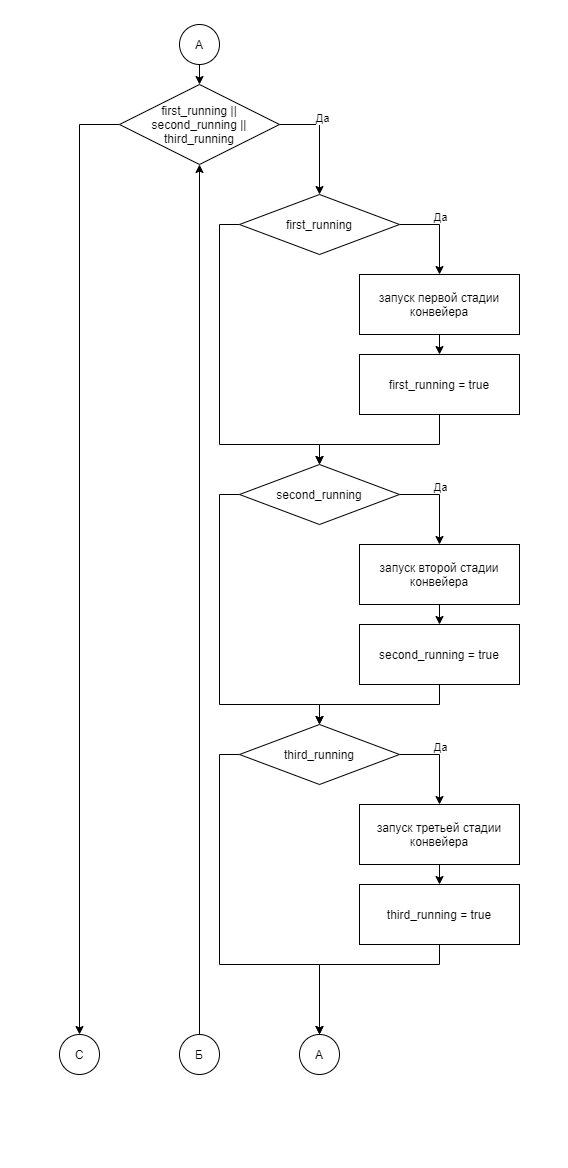 А
first_running ||
second_running ||
third_running
Да
first_running
Да
запуск первой стадии
конвейера
first_running = true
second_running
Да
запуск второй стадии
конвейера
second_running = true
third_running
Да
запуск третьей стадии
конвейера
third_running = true
С
Б
А